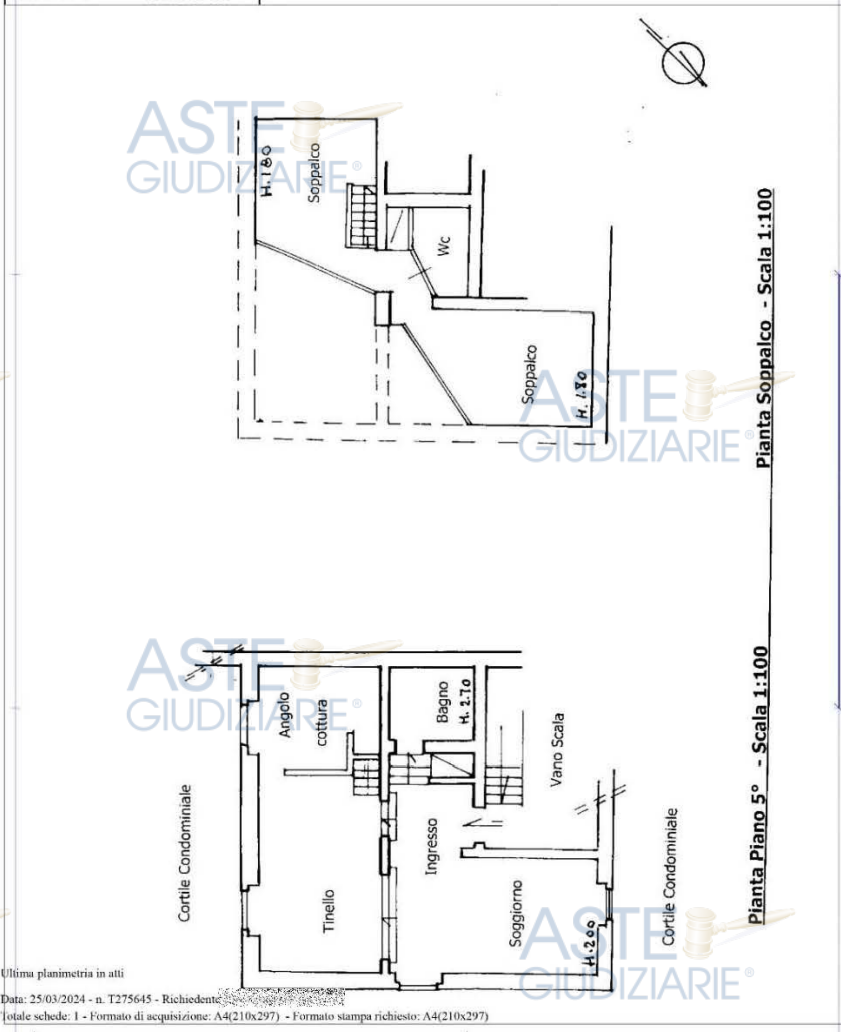 ASTE
GIUDIZIARIE®
H. 1.80
Soppalco
Wc
Soppalco
H. 1.80
ASTE
GIUDIZIARIE®
Pianta Soppalco - Scala 1:100
ASTE
GIUDIZIARIE®
Cortile Condominiale
Angolo
cottura
Bagno
H. 2.70
Vano Scala
Tinello
Ingresso
Soggiorno
H. 200
Cortile Condominiale
ASTE
GIUDIZIARIE®
Pianta Piano 5° - Scala 1:100
Ultima planimetria in atti
Data: 25/03/2024 - n. T275645 - Richiedente
Totale schede: 1 - Formato di acquisizione: A4(210x297) - Formato stampa richiesto: A4(210x297)